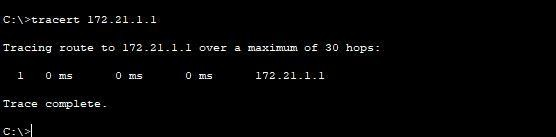 C:\>tracert 172.21.1.1
Tracing route to 172.21.1.1 over a maximum of 30 hops:
1 0 ms 0 ms 0 ms 172.21.1.1
Trace complete.
C:\>